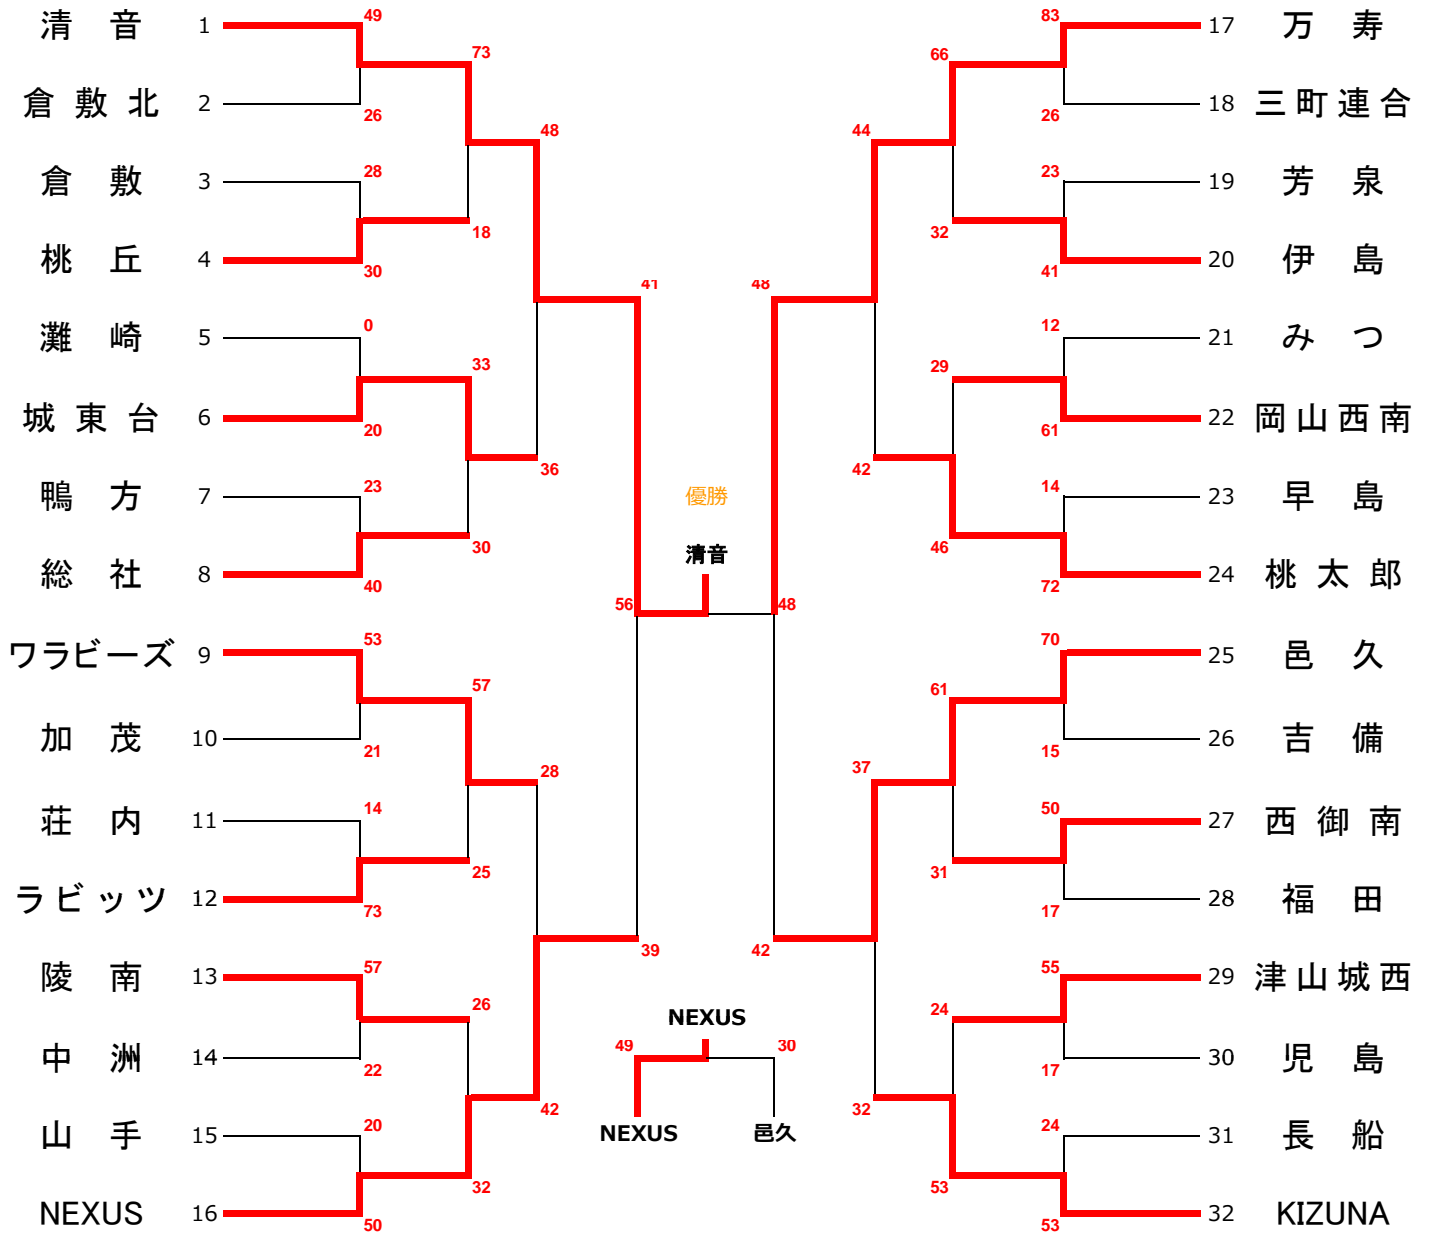 清音 1 49 83 17 万寿
73 66
倉敷北 2 26 26 18 三町連合
48 44
倉敷 3 28 23 19 芳泉
18 32
桃丘 4 30 41 20 伊島
41 48
灘崎 5 0 12 21 みつ
33 29
城東台 6 20 61 22 岡山西南
36 42
鴨方 7 23 優勝 14 23 早島
30 清音 46
総社 8 40 72 24 桃太郎
56 48
ワラビーズ 9 53 70 25 邑久
57 61
加茂 10 21 15 26 吉備
28 37
荘内 11 14 50 27 西御南
25 31
ラビッツ 12 73 17 28 福田
39 42
陵南 13 57 55 29 津山城西
26 NEXUS 24
49 30
中洲 14 22 17 30 児島
42 32
山手 15 20 NEXUS 邑久 24 31 長船
32 53
NEXUS 16 50 53 32 KIZUNA